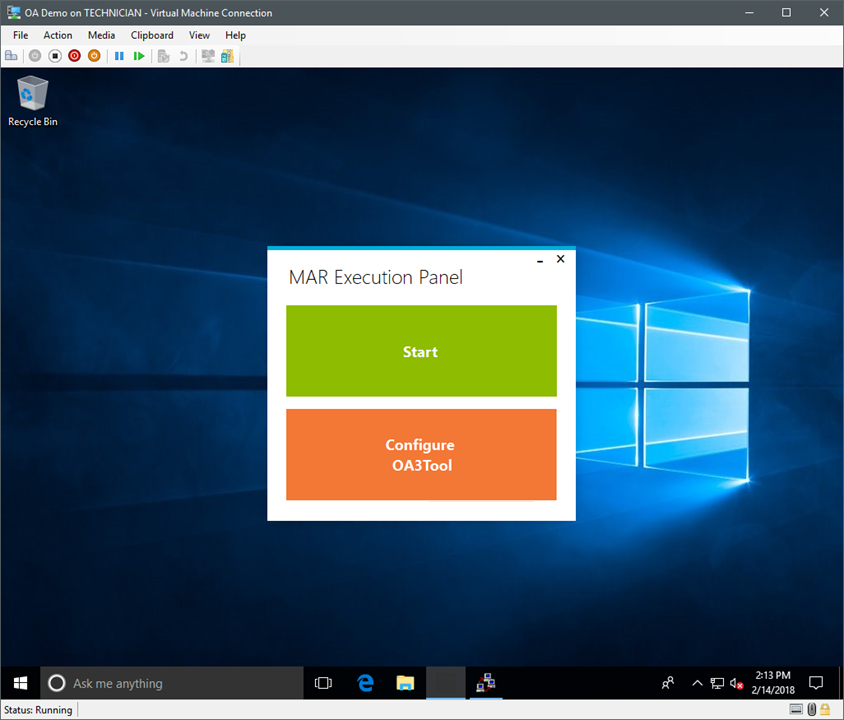 OA Demo on TECHNICIAN - Virtual Machine Connection
File Action Media Clipboard View Help
Recycle Bin
MAR Execution Panel
Start
Configure
OA3Tool
Ask me anything
2:13 PM
2/14/2018
Status: Running